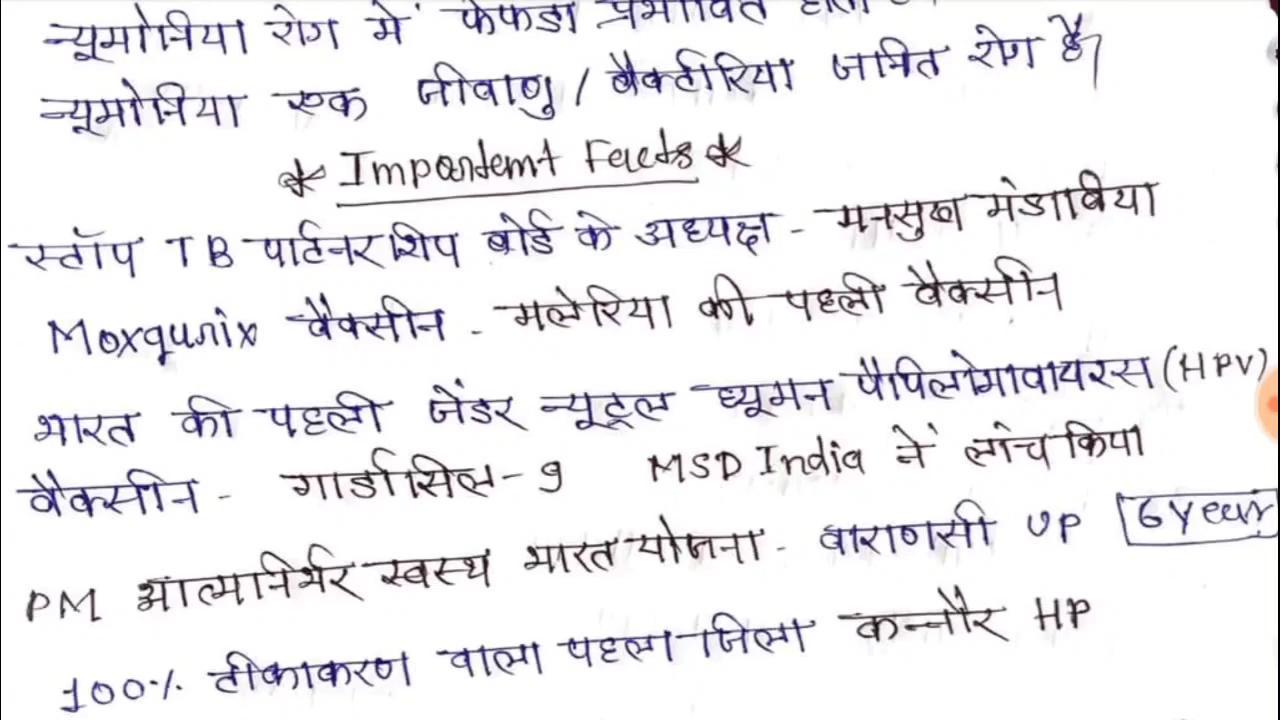 न्यूमोनिया रोग में फेफडा प्रभावित होता है
न्यूमोनिया एक जीवाणु / बैक्टीरिया जनित रोग है।
* Important Facts *
स्टॉप TB पार्टनरशिप बोर्ड के अध्यक्ष - मनसुख मंडाविया
Moxqurix वैक्सीन - मलेरिया की पहली वैक्सीन
भारत की पहली जेंडर न्यूट्रल ह्यूमन पैपिलोमावायरस (HPV)
वैक्सीन - गार्डासिल-9 MSD India नें लांच किया
PM आत्मनिर्भर स्वस्थ भारत योजना - वाराणसी UP 6 Year
100% टीकाकरण वाला पहला जिला कन्नौर HP